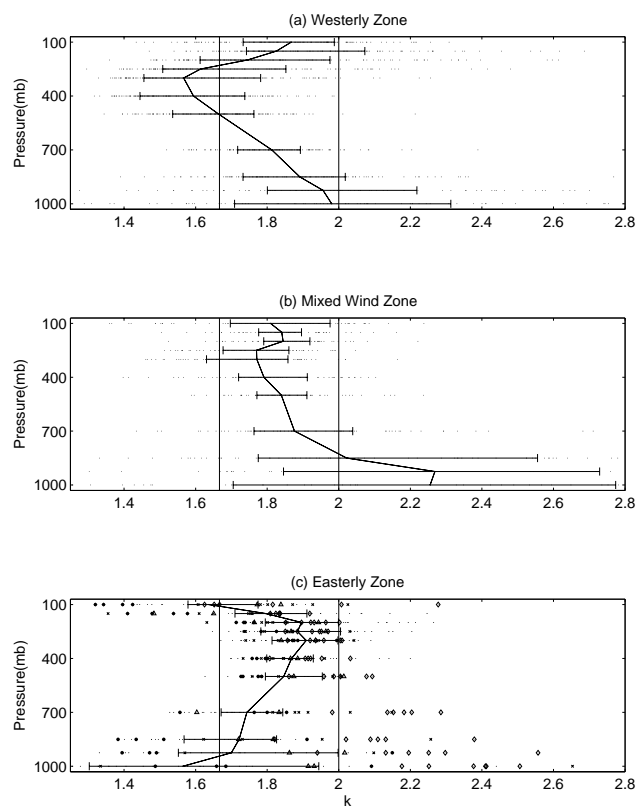 (a) Westerly Zone
100
400
700
1000
Pressure(mb)
1.4 1.6 1.8 2 2.2 2.4 2.6 2.8
(b) Mixed Wind Zone
100
400
700
1000
Pressure(mb)
1.4 1.6 1.8 2 2.2 2.4 2.6 2.8
(c) Easterly Zone
100
400
700
1000
Pressure(mb)
1.4 1.6 1.8 2 2.2 2.4 2.6 2.8
k